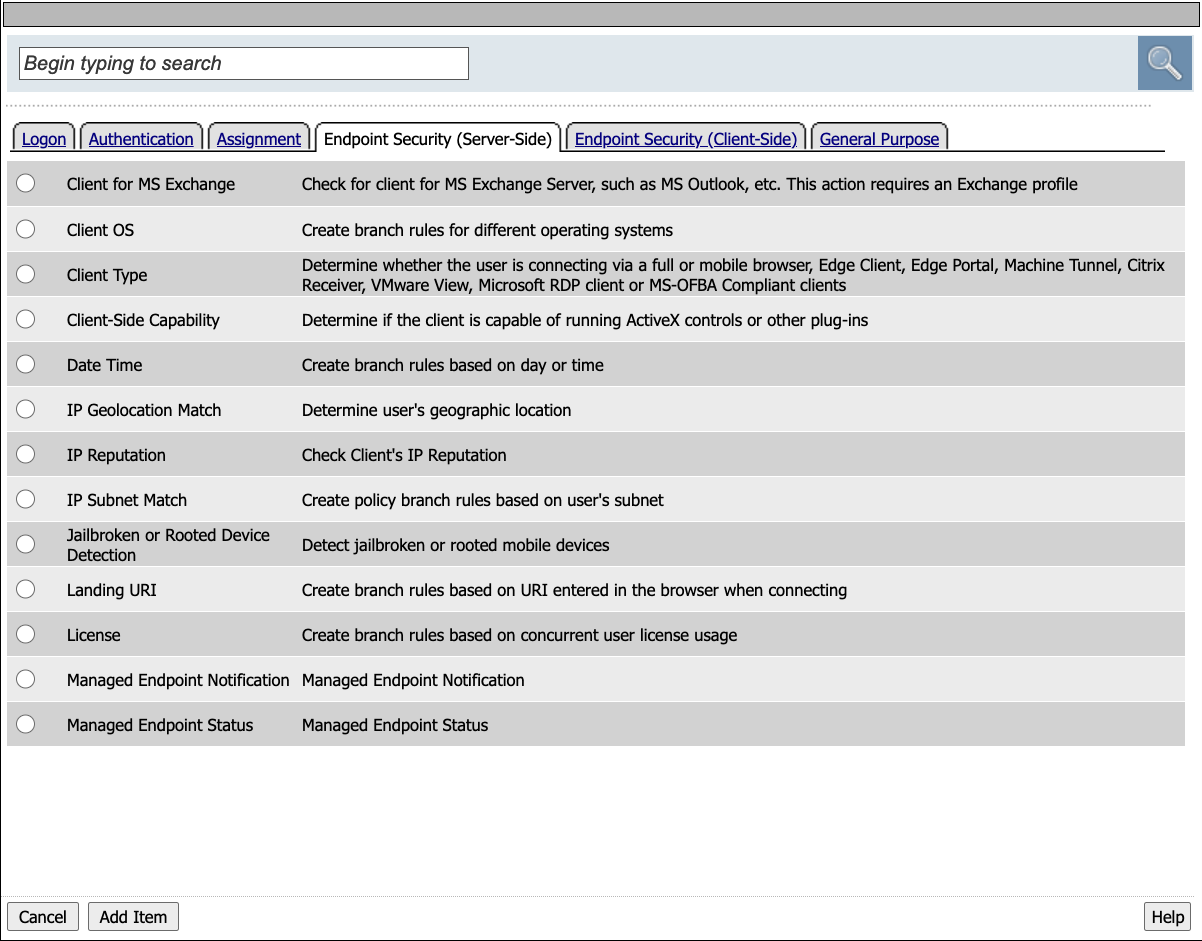 Begin typing to search
Logon Authentication Assignment Endpoint Security (Server-Side) Endpoint Security (Client-Side) General Purpose
Client for MS Exchange Check for client for MS Exchange Server, such as MS Outlook, etc. This action requires an Exchange profile
Client OS Create branch rules for different operating systems
Client Type Determine whether the user is connecting via a full or mobile browser, Edge Client, Edge Portal, Machine Tunnel, Citrix
Receiver, VMware View, Microsoft RDP client or MS-OFBA Compliant clients
Client-Side Capability Determine if the client is capable of running ActiveX controls or other plug-ins
Date Time Create branch rules based on day or time
IP Geolocation Match Determine user's geographic location
IP Reputation Check Client's IP Reputation
IP Subnet Match Create policy branch rules based on user's subnet
Jailbroken or Rooted Device
Detection Detect jailbroken or rooted mobile devices
Landing URI Create branch rules based on URI entered in the browser when connecting
License Create branch rules based on concurrent user license usage
Managed Endpoint Notification Managed Endpoint Notification
Managed Endpoint Status Managed Endpoint Status
Cancel Add Item Help